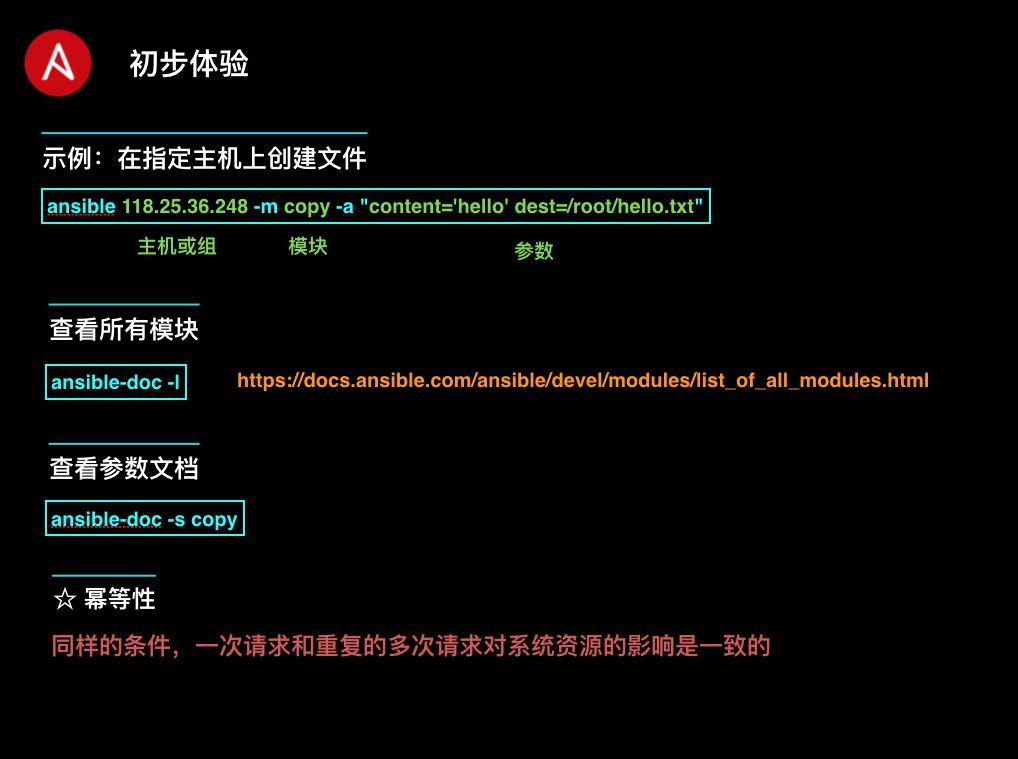 初步体验
示例：在指定主机上创建文件
ansible 118.25.36.248 -m copy -a "content='hello' dest=/root/hello.txt"
主机或组 模块 参数
查看所有模块
ansible-doc -l https://docs.ansible.com/ansible/devel/modules/list_of_all_modules.html
查看参数文档
ansible-doc -s copy
☆ 幂等性
同样的条件，一次请求和重复的多次请求对系统资源的影响是一致的